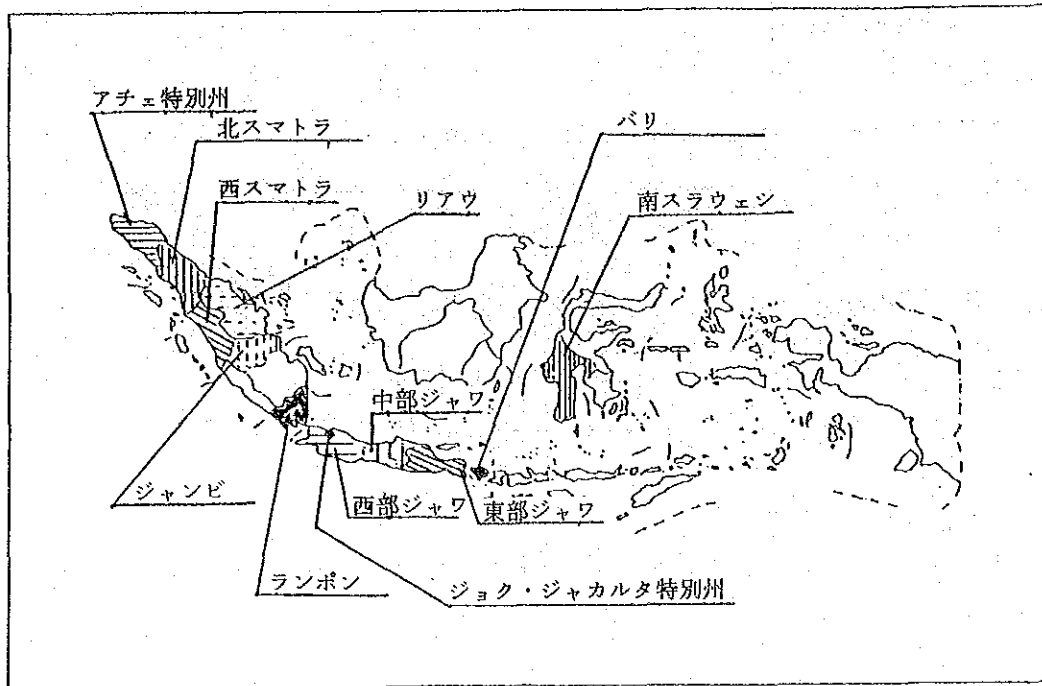 アチェ特別州
北スマトラ
バリ
西スマトラ
リアウ
南スラウェシ
中部ジャワ
ジャンビ
西部ジャワ
東部ジャワ
ランポン
ジョク・ジャカルタ特別州